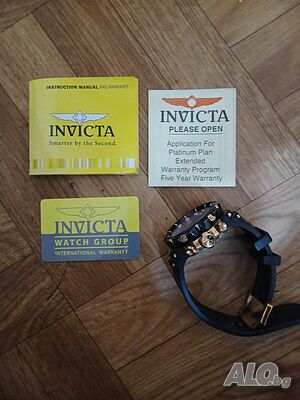 INSTRUCTION MANUAL AND WARRANTY
INVICTA
Smarter by the Second.
INVICTA
PLEASE OPEN
Application For
Platinum Plan
Extended
Warranty Program
Five Year Warranty
INVICTA
WATCH GROUP
INTERNATIONAL WARRANTY
ALO.bg